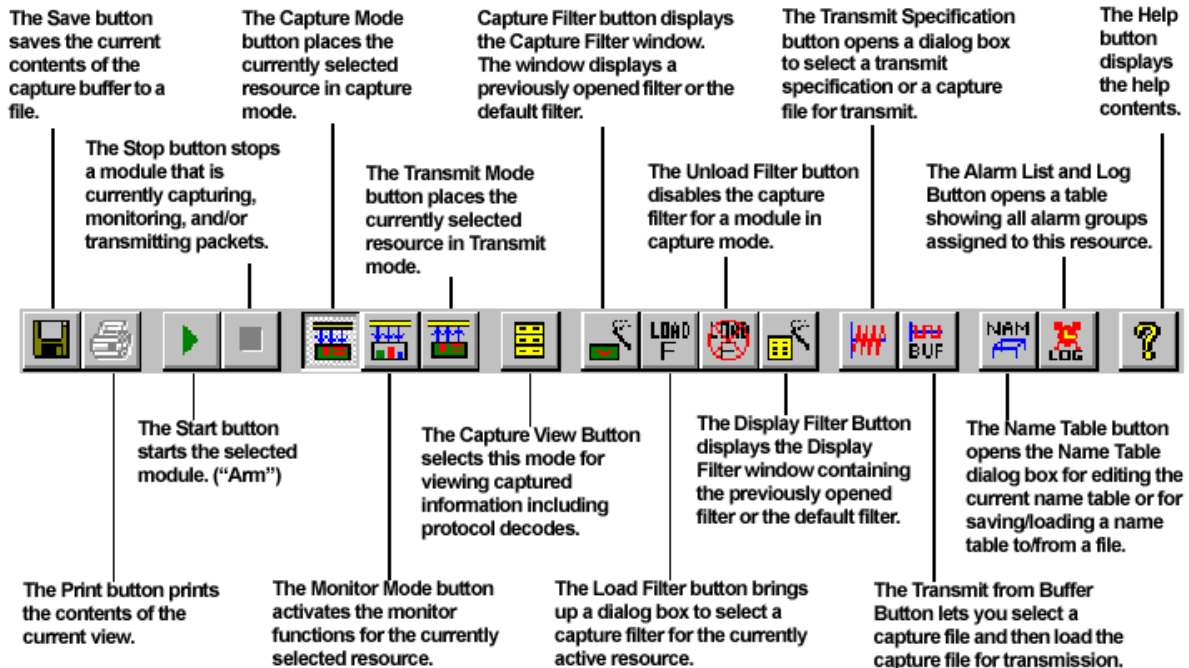 The Save button
saves the current
contents of the
capture buffer to a
file.
The Capture Mode
button places the
currently selected
resource in capture
mode.
Capture Filter button displays
the Capture Filter window.
The window displays a
previously opened filter or the
default filter.
The Transmit Specification
button opens a dialog box
to select a transmit
specification or a capture
file for transmit.
The Help
button
displays
the help
contents.
The Stop button stops
a module that is
currently capturing,
monitoring, and/or
transmitting packets.
The Transmit Mode
button places the
currently selected
resource in Transmit
mode.
The Unload Filter button
disables the capture
filter for a module in
capture mode.
The Alarm List and Log
Button opens a table
showing all alarm groups
assigned to this resource.
LOAD
F
LOAD
F
BUF
NAM
LOG
?
The Start button
starts the selected
module. (“Arm”)
The Capture View Button
selects this mode for
viewing captured
information including
protocol decodes.
The Display Filter Button
displays the Display
Filter window containing
the previously opened
filter or the default filter.
The Name Table button
opens the Name Table
dialog box for editing the
current name table or for
saving/loading a name
table to/from a file.
The Print button prints
the contents of the
current view.
The Monitor Mode button
activates the monitor
functions for the currently
selected resource.
The Load Filter button brings
up a dialog box to select a
capture filter for the currently
active resource.
The Transmit from Buffer
Button lets you select a
capture file and then load the
capture file for transmission.